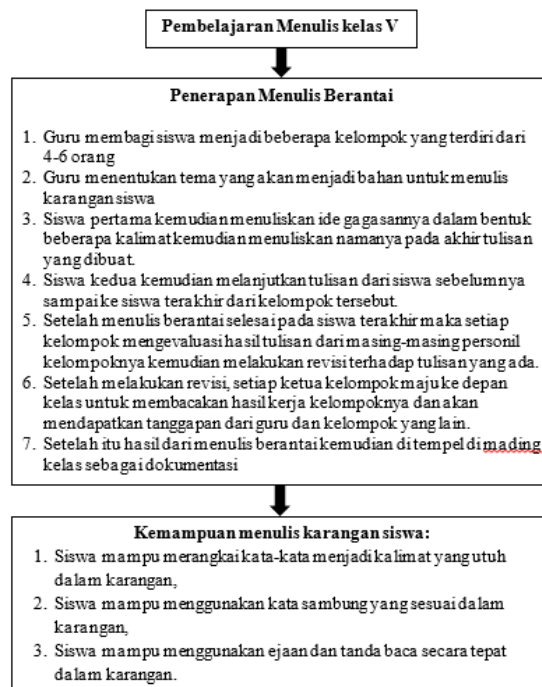 Pembelajaran Menulis kelas V
Penerapan Menulis Berantai
1. Guru membagi siswa menjadi beberapa kelompok yang terdiri dari
4-6 orang
2. Guru menentukan tema yang akan menjadi bahan untuk menulis
karangan siswa
3. Siswa pertama kemudian menuliskan ide gagasannya dalam bentuk
beberapa kalimat kemudian menuliskan namanya pada akhir tulisan
yang dibuat.
4. Siswa kedua kemudian melanjutkan tulisan dari siswa sebelumnya
sampai ke siswa terakhir dari kelompok tersebut.
5. Setelah menulis berantai selesai pada siswa terakhir maka setiap
kelompok mengevaluasi hasil tulisan dari masing-masing personil
kelompoknya kemudian melakukan revisi terhadap tulisan yang ada.
6. Setelah melakukan revisi, setiap ketua kelompok maju ke depan
kelas untuk membacakan hasil kerja kelompoknya dan akan
mendapatkan tanggapan dari guru dan kelompok yang lain.
7. Setelah itu hasil dari menulis berantai kemudian di tempel di mading
kelas sebagai dokumentasi
Kemampuan menulis karangan siswa:
1. Siswa mampu merangkai kata-kata menjadi kalimat yang utuh
dalam karangan,
2. Siswa mampu menggunakan kata sambung yang sesuai dalam
karangan,
3. Siswa mampu menggunakan ejaan dan tanda baca secara tepat
dalam karangan.